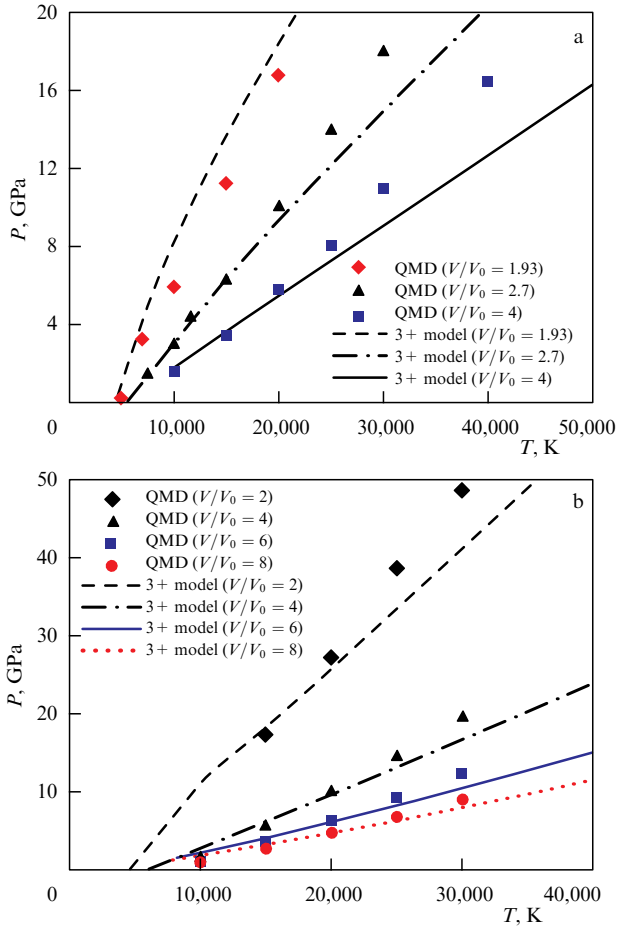 20
16
12
8
4
0
P, GPa
a
QMD (V/V₀ = 1.93)
QMD (V/V₀ = 2.7)
QMD (V/V₀ = 4)
3+ model (V/V₀ = 1.93)
3+ model (V/V₀ = 2.7)
3+ model (V/V₀ = 4)
10,000 20,000 30,000 40,000 50,000
T, K
50
40
30
20
10
0
P, GPa
b
QMD (V/V₀ = 2)
QMD (V/V₀ = 4)
QMD (V/V₀ = 6)
QMD (V/V₀ = 8)
3+ model (V/V₀ = 2)
3+ model (V/V₀ = 4)
3+ model (V/V₀ = 6)
3+ model (V/V₀ = 8)
10,000 20,000 30,000 40,000
T, K